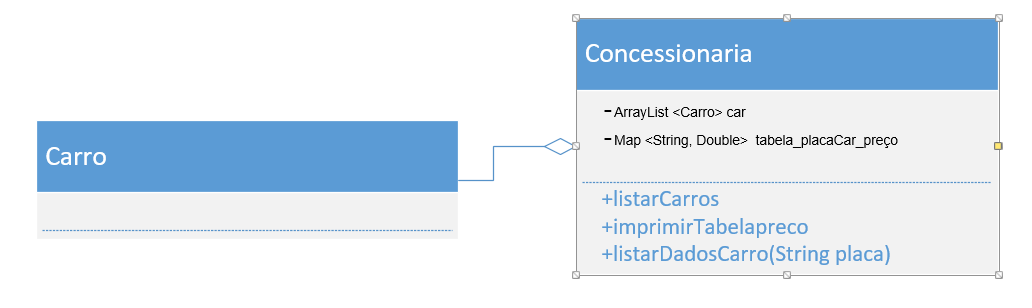 Concessionaria
- ArrayList <Carro> car
- Map <String, Double> tabela_placaCar_preço
Carro
+listarCarros
+imprimirTabelapreco
+listarDadosCarro(String placa)